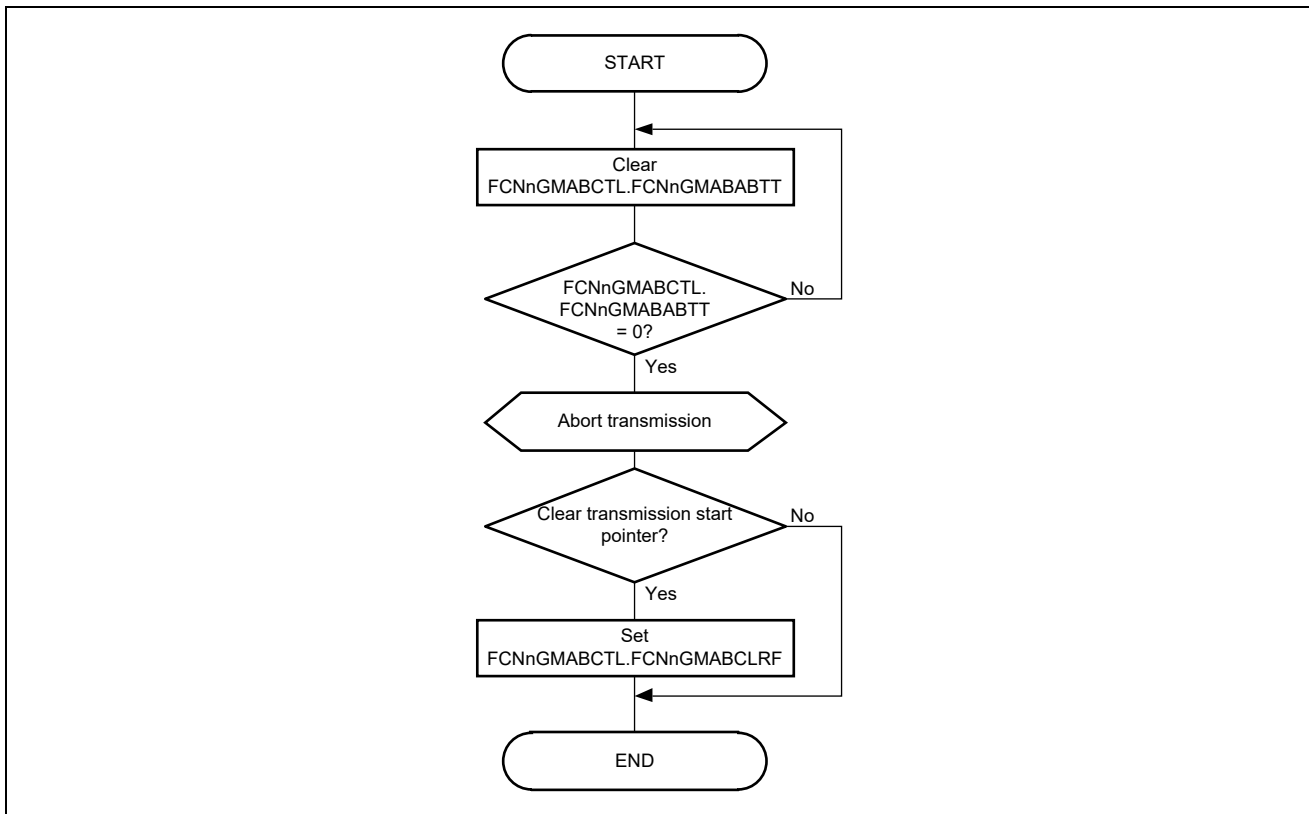 START
Clear
FCNnGMABCTL.FCNnGMABABTT
FCNnGMABCTL.
FCNnGMABABTT
= 0?
No
Yes
Abort transmission
Clear transmission start
pointer?
No
Yes
Set
FCNnGMABCTL.FCNnGMABCLRF
END